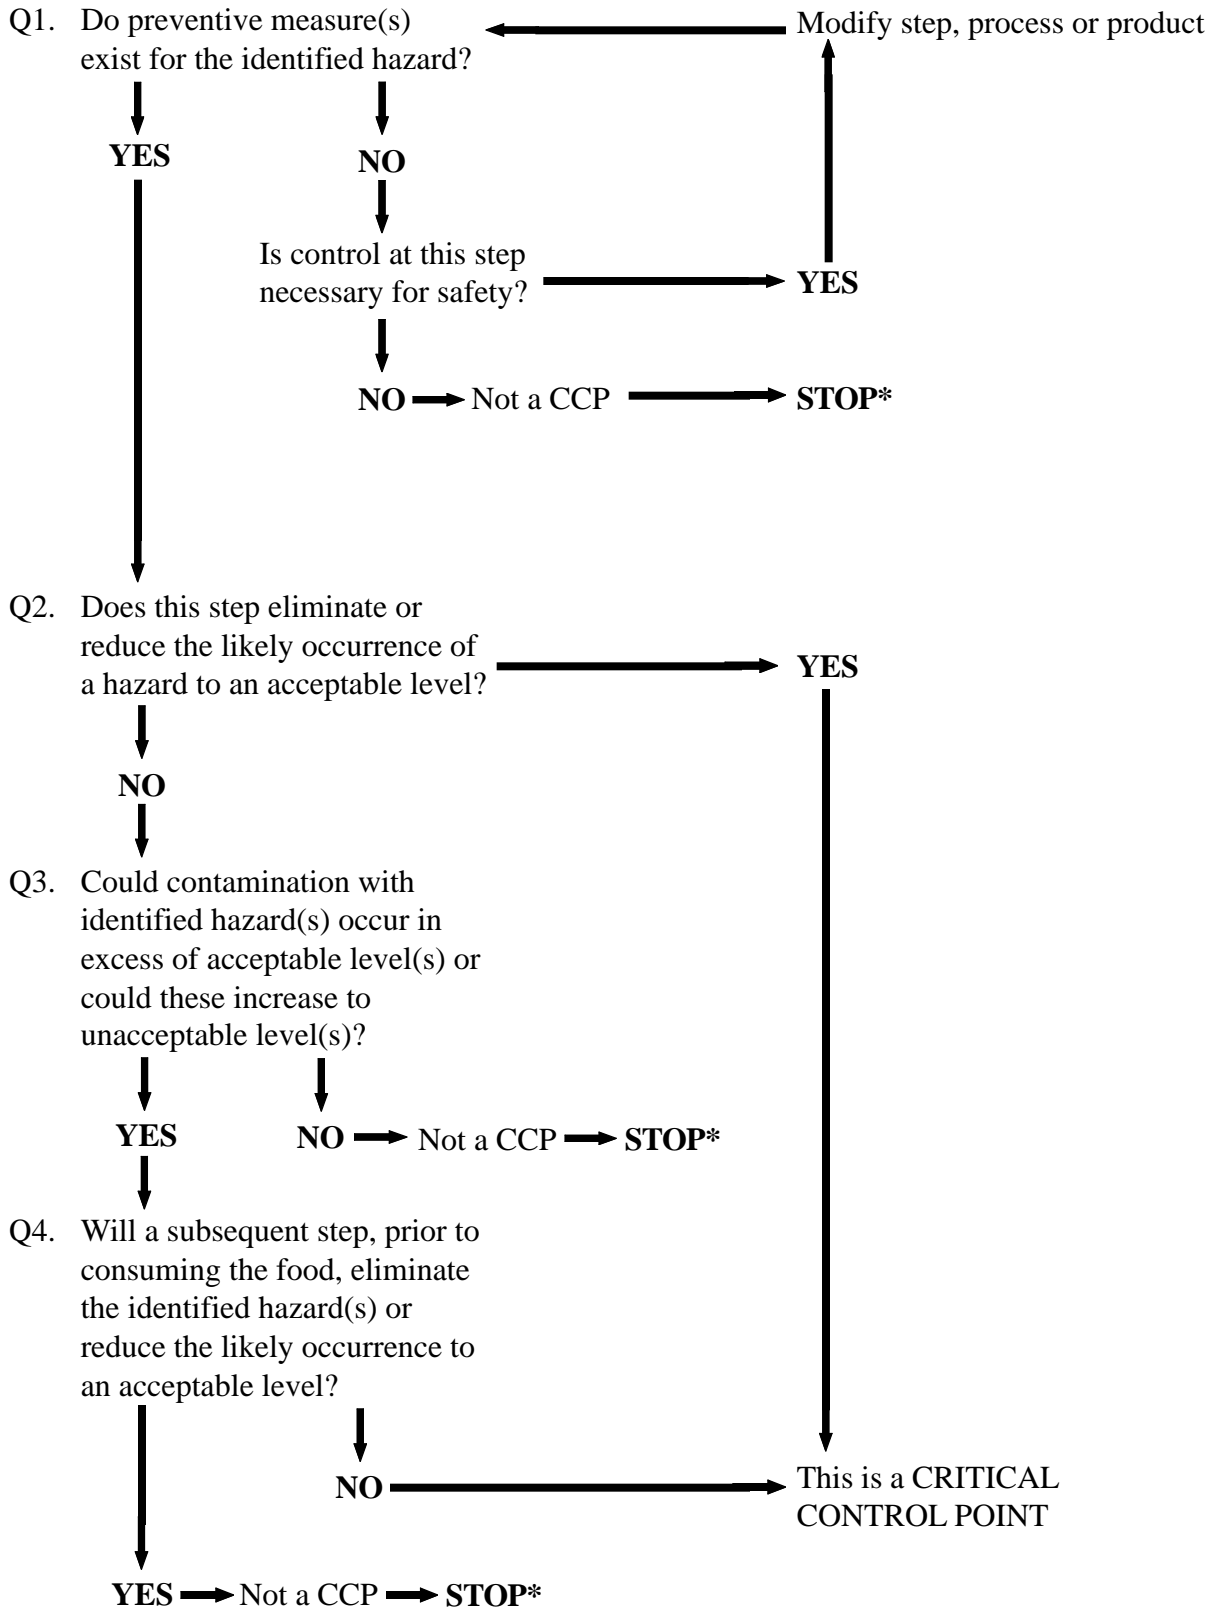 Q1. Do preventive measure(s)
exist for the identified hazard?
Modify step, process or product
YES
NO
Is control at this step
necessary for safety?
YES
NO
Not a CCP
STOP*
Q2. Does this step eliminate or
reduce the likely occurrence of
a hazard to an acceptable level?
YES
NO
Q3. Could contamination with
identified hazard(s) occur in
excess of acceptable level(s) or
could these increase to
unacceptable level(s)?
YES
NO
Not a CCP
STOP*
Q4. Will a subsequent step, prior to
consuming the food, eliminate
the identified hazard(s) or
reduce the likely occurrence to
an acceptable level?
NO
This is a CRITICAL
CONTROL POINT
YES
Not a CCP
STOP*